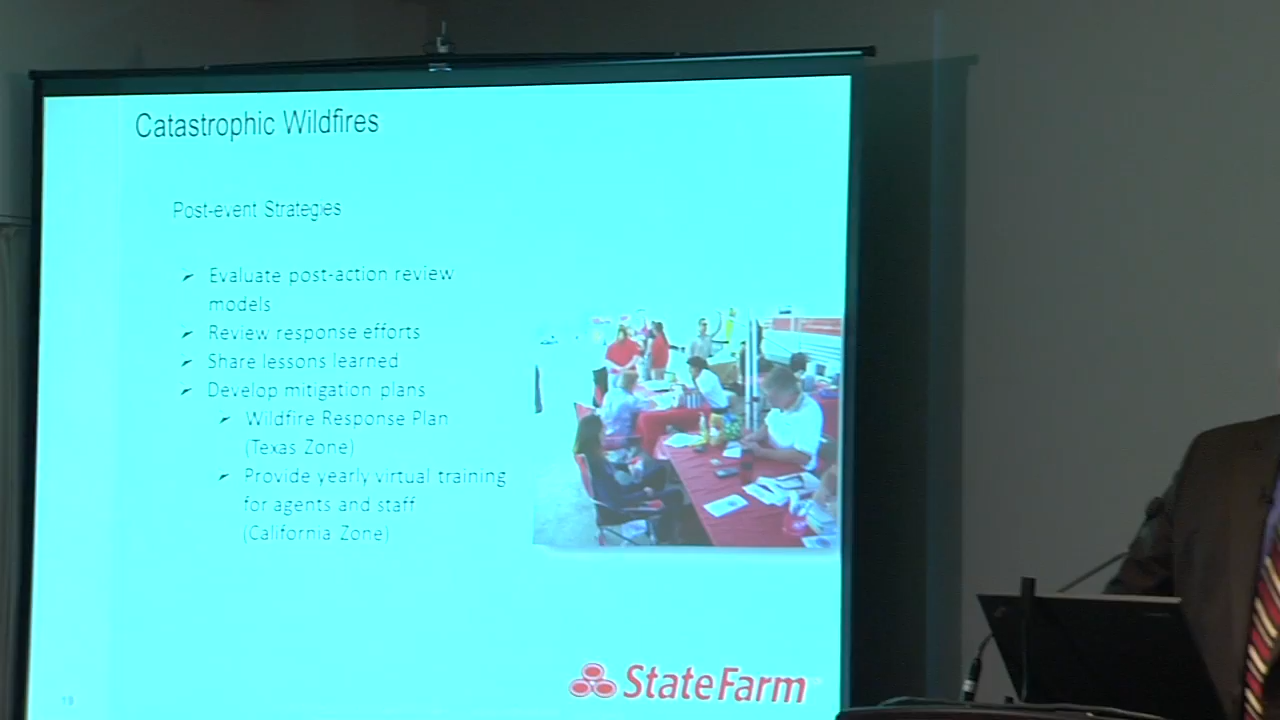 Catastrophic Wildfires
Post-event Strategies
Evaluate post-action review
models
Review response efforts
Share lessons learned
Develop mitigation plans
Wildfire Response Plan
(Texas Zone)
Provide yearly virtual training
for agents and staff
(California Zone)
StateFarm
19